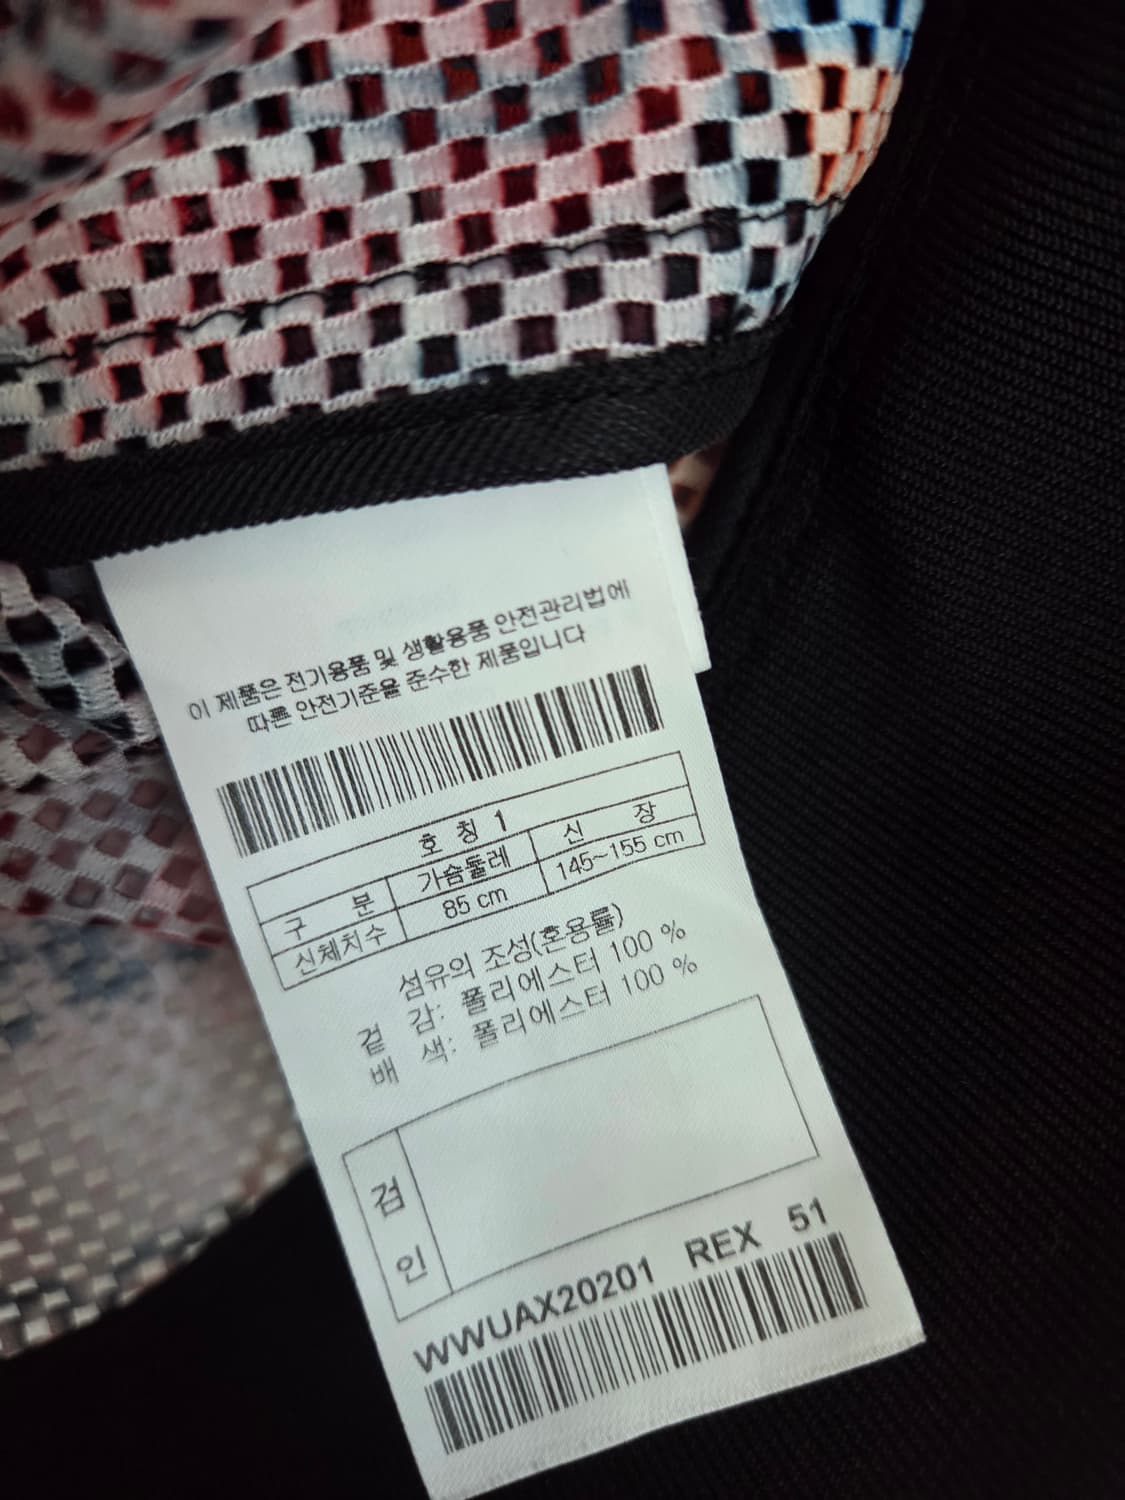 이 제품은 전기용품 및 생활용품 안전관리법에
따른 안전기준을 준수한 제품입니다
호 칭 1
구 분 가슴둘레 신 장
신체치수 85 cm 145~155 cm
섬유의 조성(혼용률)
겉 감: 폴리에스터 100 %
배 색: 폴리에스터 100 %
검
인
WWUAX20201 REX 51